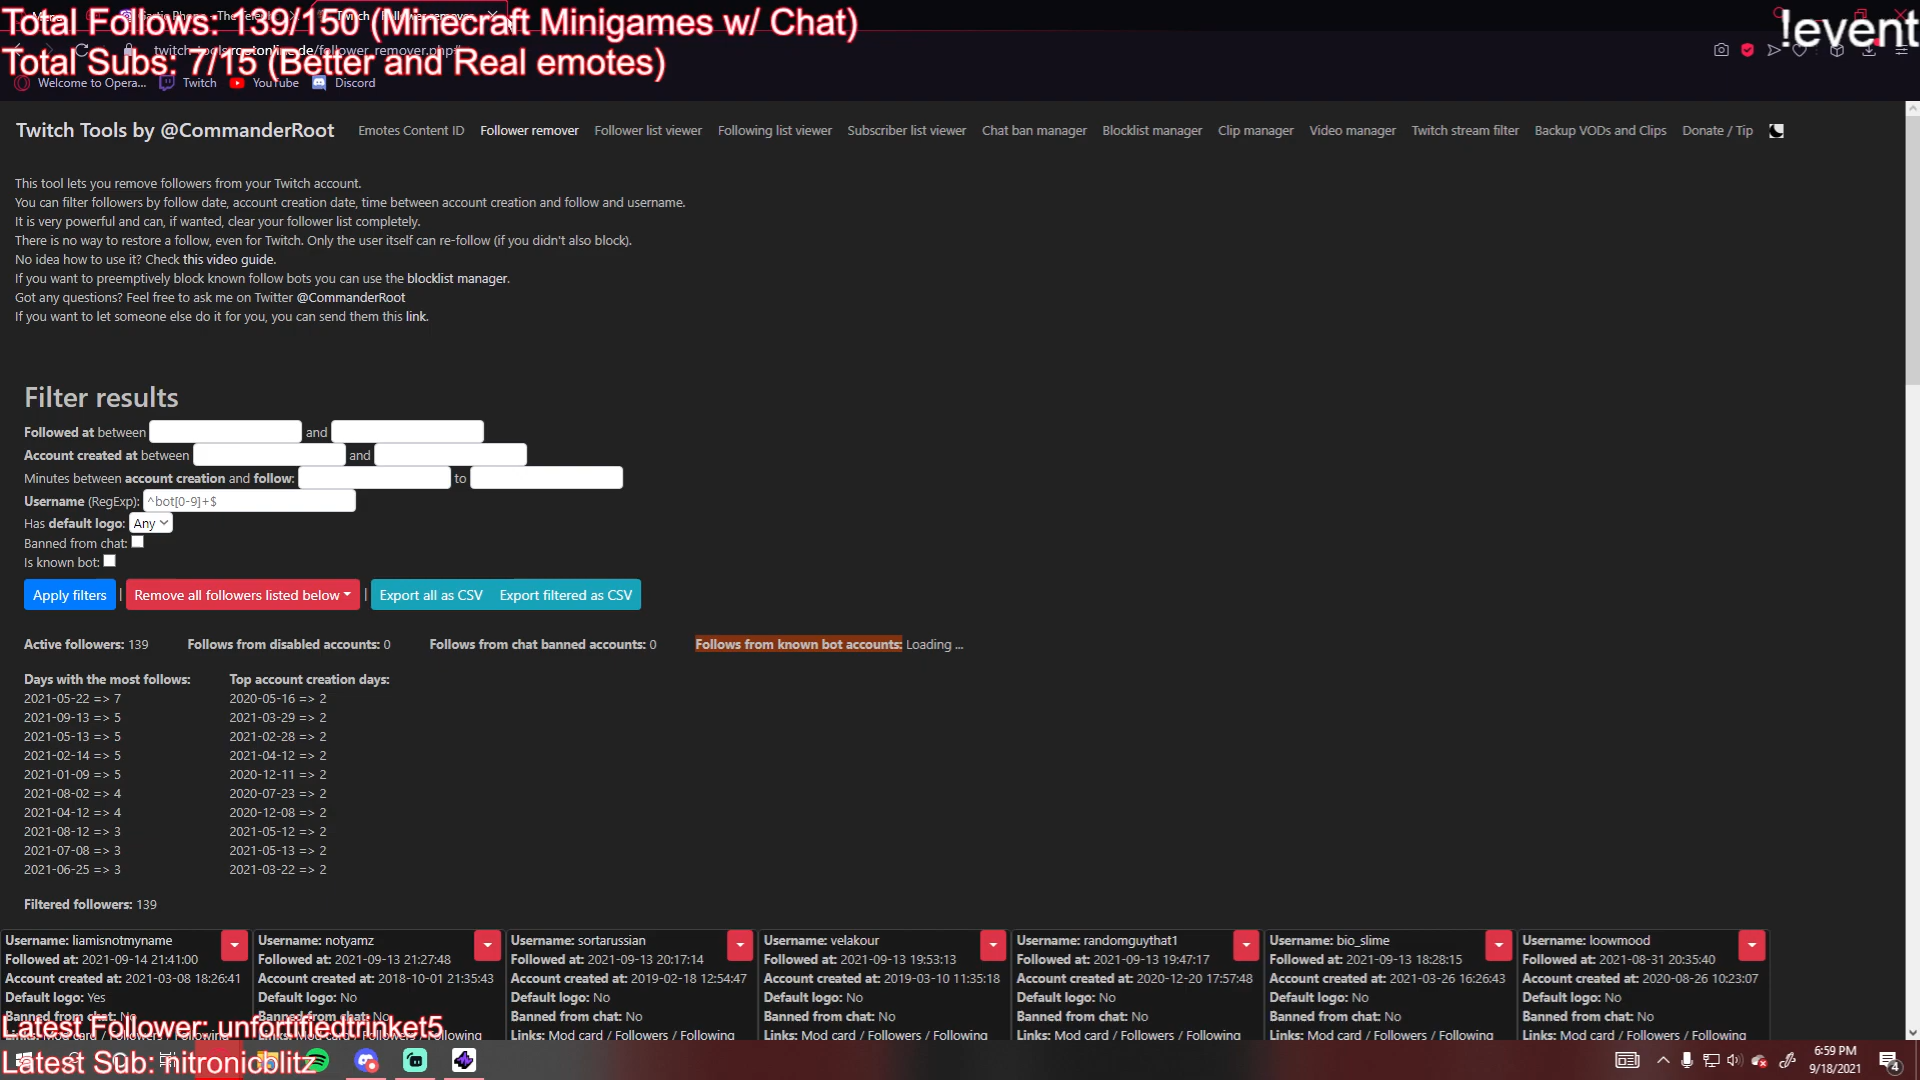 Total Follows: 139/150 (Minecraft Minigames w/ Chat)
!event
Total Subs: 7/15 (Better and Real emotes)
Welcome to Opera...
Twitch
YouTube
Discord
Twitch Tools by @CommanderRoot
Emotes Content ID
Follower remover
Follower list viewer
Following list viewer
Subscriber list viewer
Chat ban manager
Blocklist manager
Clip manager
Video manager
Twitch stream filter
Backup VODs and Clips
Donate / Tip
This tool lets you remove followers from your Twitch account.
You can filter followers by follow date, account creation date, time between account creation and follow and username.
It is very powerful and can, if wanted, clear your follower list completely.
There is no way to restore a follow, even for Twitch. Only the user itself can re-follow (if you didn't also block).
No idea how to use it? Check this video guide.
If you want to preemptively block known follow bots you can use the blocklist manager.
Got any questions? Feel free to ask me on Twitter @CommanderRoot
If you want to let someone else do it for you, you can send them this link.
Filter results
Followed at between and
Account created at between and
Minutes between account creation and follow: to
Username (RegExp): ^bot[0-9]+$
Has default logo: Any
Banned from chat:
Is known bot:
Apply filters | Remove all followers listed below | Export all as CSV Export filtered as CSV
Active followers: 139 Follows from disabled accounts: 0 Follows from chat banned accounts: 0 Follows from known bot accounts: Loading ...
Days with the most follows: Top account creation days:
2021-05-22 => 7 2020-05-16 => 2
2021-09-13 => 5 2021-03-29 => 2
2021-05-13 => 5 2021-02-28 => 2
2021-02-14 => 5 2021-04-12 => 2
2021-01-09 => 5 2020-12-11 => 2
2021-08-02 => 4 2020-07-23 => 2
2021-04-12 => 4 2020-12-08 => 2
2021-08-12 => 3 2021-05-12 => 2
2021-07-08 => 3 2021-05-13 => 2
2021-06-25 => 3 2021-03-22 => 2
Filtered followers: 139
Username: liamisnotmyname
Followed at: 2021-09-14 21:41:00
Account created at: 2021-03-08 18:26:41
Default logo: Yes
Banned from chat: No
Username: notyamz
Followed at: 2021-09-13 21:27:48
Account created at: 2018-10-01 21:35:43
Default logo: No
Banned from chat: No
Username: sortarussian
Followed at: 2021-09-13 20:17:14
Account created at: 2019-02-18 12:54:47
Default logo: No
Banned from chat: No
Links: Mod card / Followers / Following
Username: velakour
Followed at: 2021-09-13 19:53:13
Account created at: 2019-03-10 11:35:18
Default logo: No
Banned from chat: No
Links: Mod card / Followers / Following
Username: randomguythat1
Followed at: 2021-09-13 19:47:17
Account created at: 2020-12-20 17:57:48
Default logo: No
Banned from chat: No
Links: Mod card / Followers / Following
Username: bio_slime
Followed at: 2021-09-13 18:28:15
Account created at: 2021-03-26 16:26:43
Default logo: No
Banned from chat: No
Links: Mod card / Followers / Following
Username: loowmood
Followed at: 2021-08-31 20:35:40
Account created at: 2020-08-26 10:23:07
Default logo: No
Banned from chat: No
Links: Mod card / Followers / Following
Latest Follower: unfortifiedtrinket5
Latest Sub: nitronicblitz
6:59 PM
9/18/2021
4